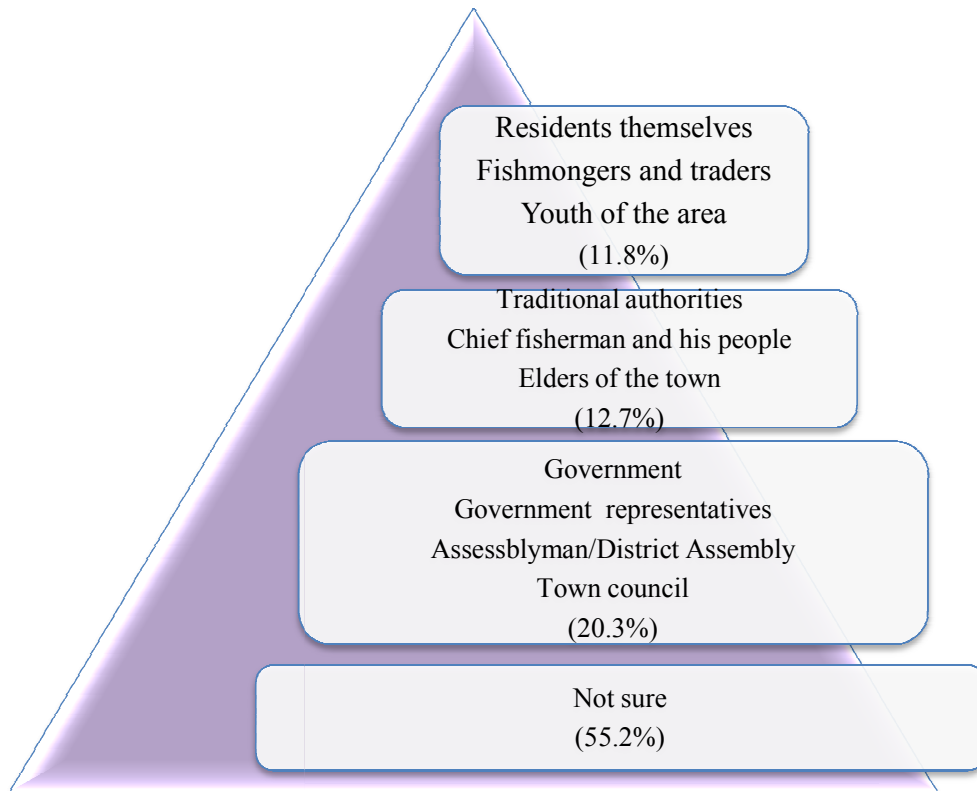 Residents themselves
Fishmongers and traders
Youth of the area
(11.8%)
Traditional authorities
Chief fisherman and his people
Elders of the town
(12.7%)
Government
Government representatives
Assessblyman/District Assembly
Town council
(20.3%)
Not sure
(55.2%)